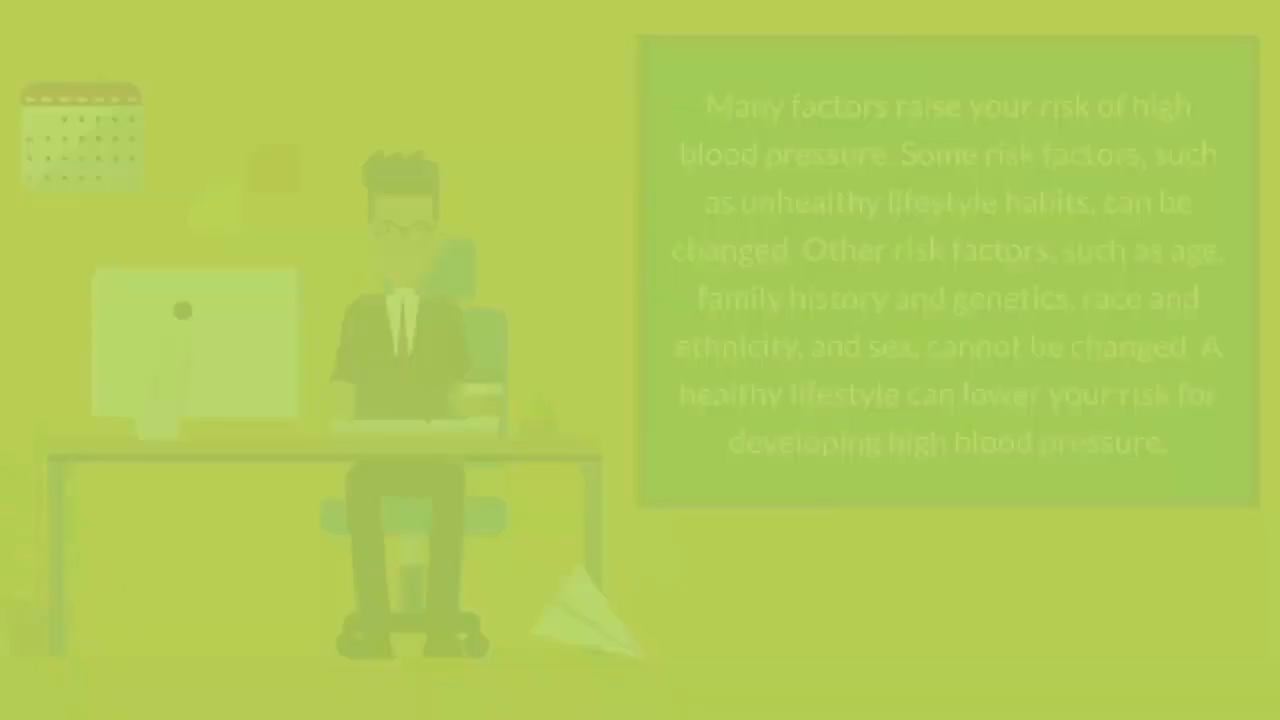 Many factors raise your risk of high
blood pressure. Some risk factors, such
as unhealthy lifestyle habits, can be
changed. Other risk factors, such as age,
family history and genetics, race and
ethnicity, and sex, cannot be changed. A
healthy lifestyle can lower your risk for
developing high blood pressure.